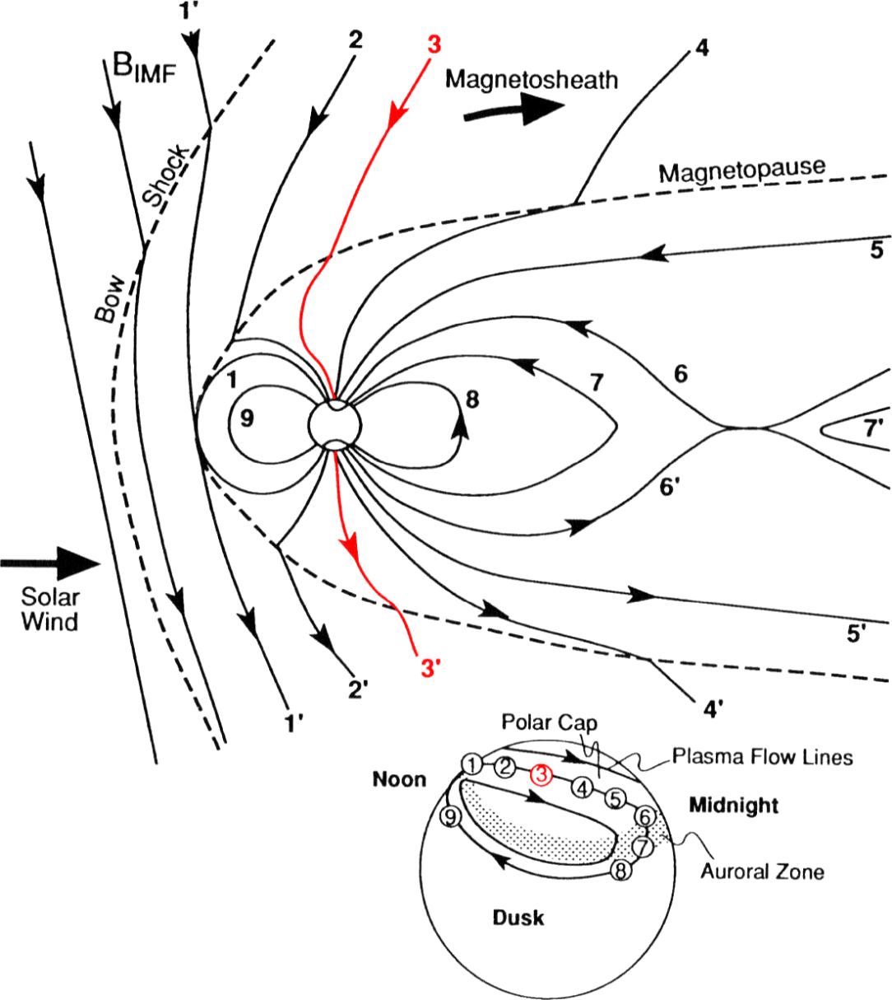 1'
2
3
4
B_IMF
Magnetosheath
Shock
Magnetopause
5
Bow
1
6
7
8
9
7'
6'
Solar
Wind
5'
3'
2'
4'
1'
Polar Cap
Plasma Flow Lines
Noon
1
2
3
4
5
6
7
8
9
Midnight
Auroral Zone
Dusk